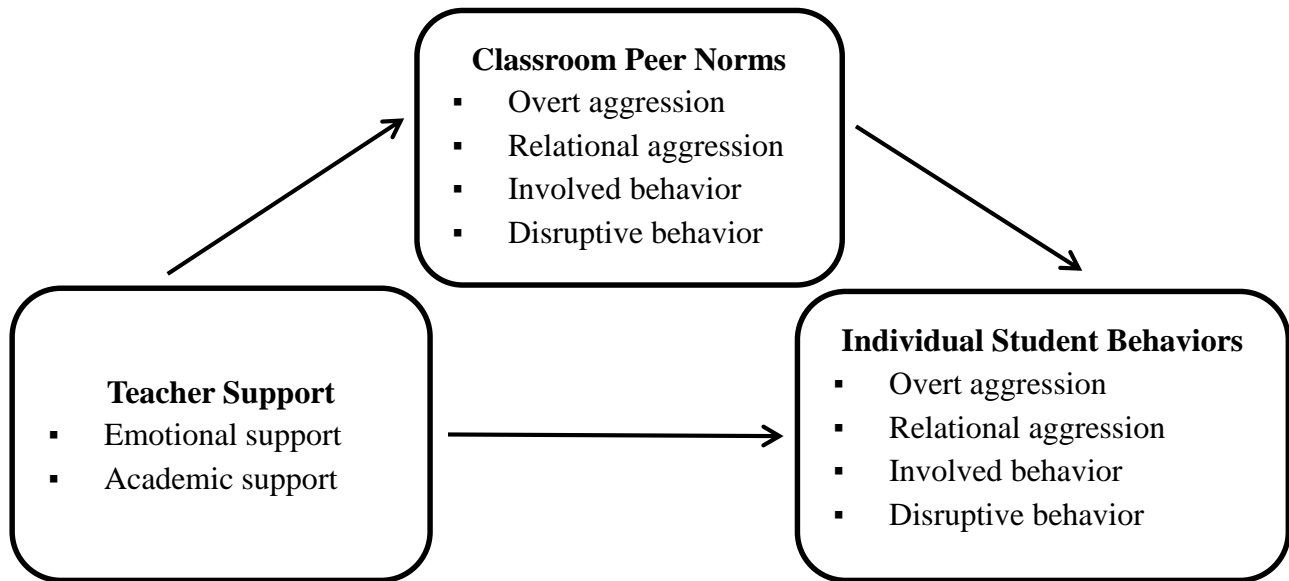 Classroom Peer Norms
▪ Overt aggression
▪ Relational aggression
▪ Involved behavior
▪ Disruptive behavior
Teacher Support
▪ Emotional support
▪ Academic support
Individual Student Behaviors
▪ Overt aggression
▪ Relational aggression
▪ Involved behavior
▪ Disruptive behavior